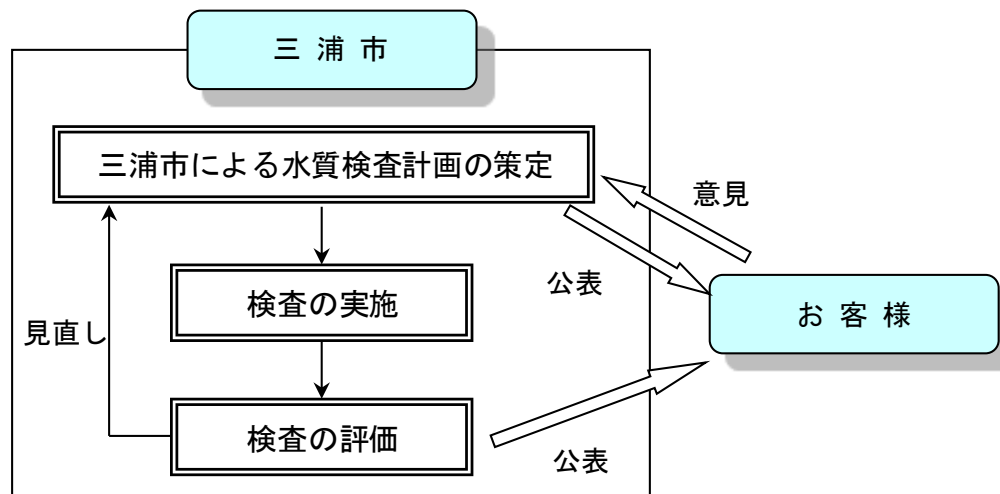 三浦市
三浦市による水質検査計画の策定
意見
公表
検査の実施
お客様
見直し
検査の評価
公表